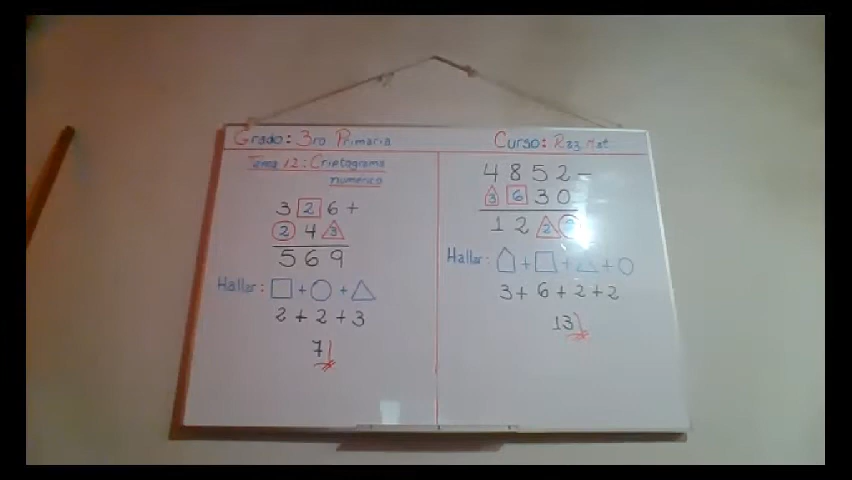 Grado: 3ro Primaria
Curso: Raz Mat
Tema 12: Criptograma
numerico
3 2 6 +
2 4 3
5 6 9
Hallar: □ + ○ + △
2 + 2 + 3
7
4 8 5 2 -
3 6 3 0
1 2 2 2
Hallar: ⌂ + □ + △ + ○
3 + 6 + 2 + 2
13